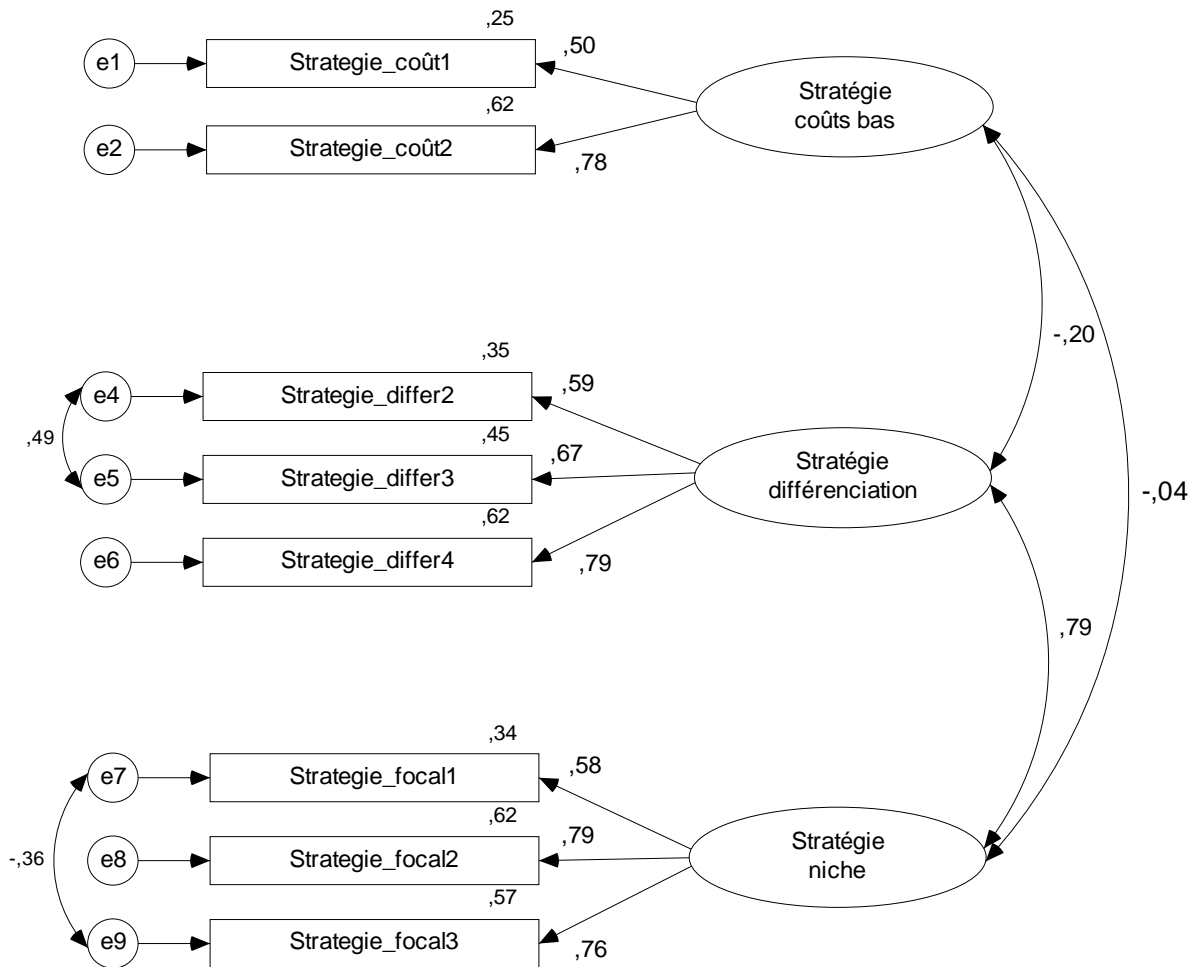 ,25
e1
Strategie_coût1
,50
Stratégie
coûts bas
,62
e2
Strategie_coût2
,78
-,20
,35
e4
Strategie_differ2
,59
,49
,45
e5
Strategie_differ3
,67
Stratégie
différenciation
,62
e6
Strategie_differ4
,79
-,04
,79
,34
e7
Strategie_focal1
,58
-,36
,62
e8
Strategie_focal2
,79
Stratégie
niche
,57
e9
Strategie_focal3
,76